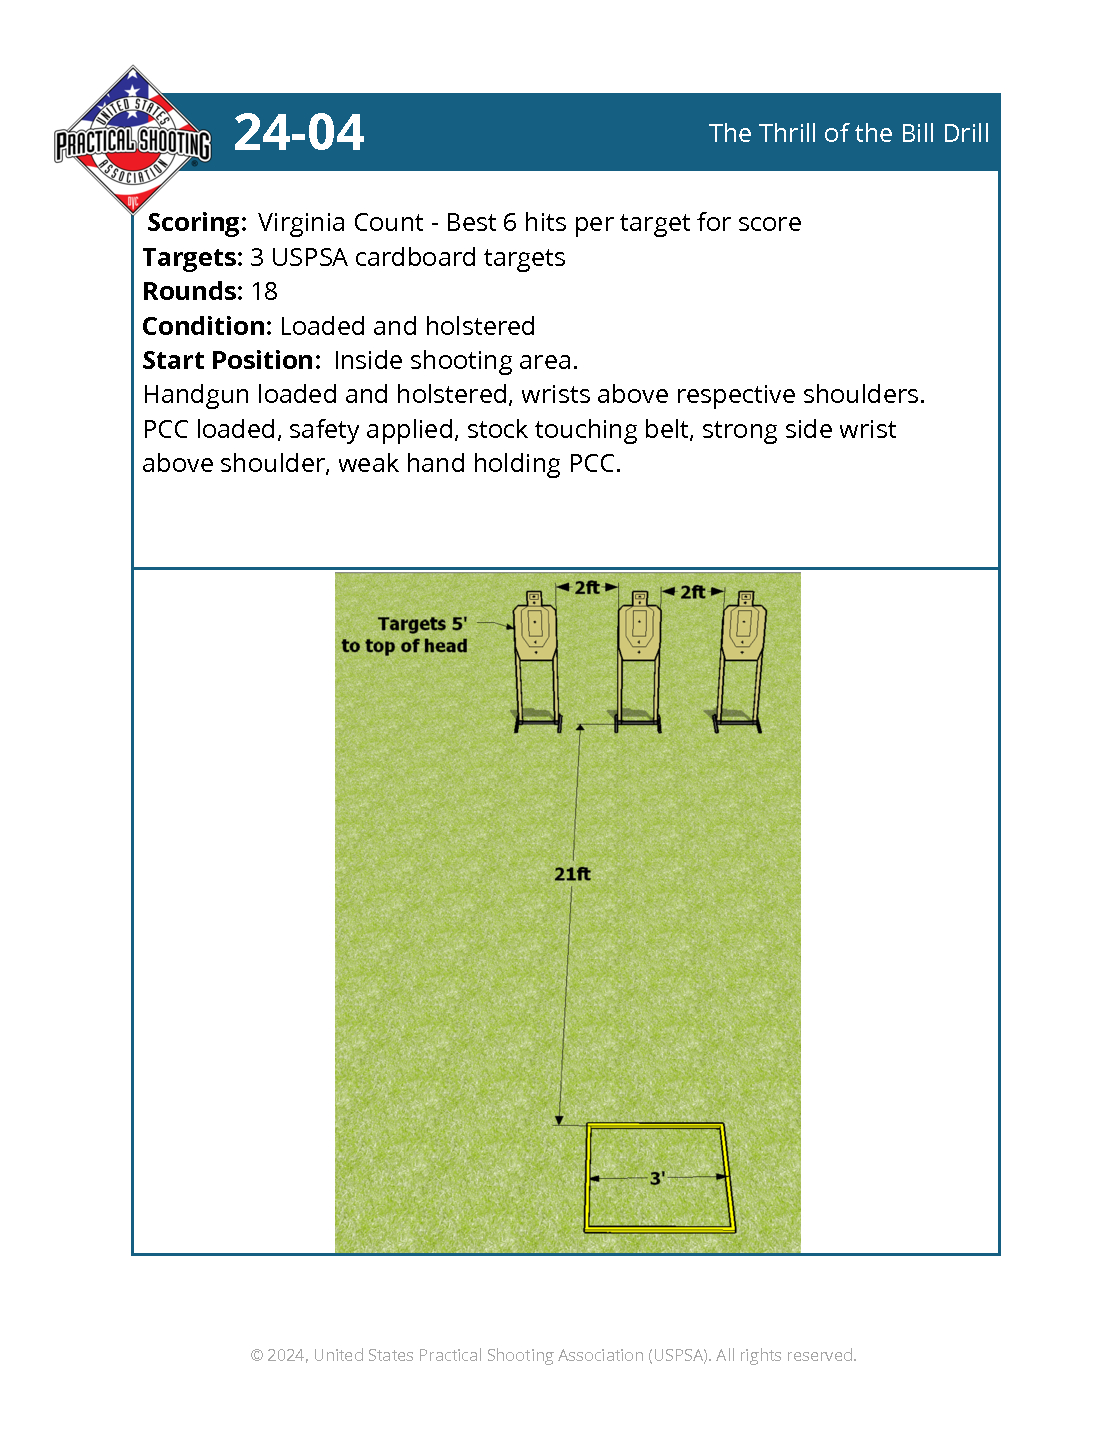 UNITED STATES
PRACTICAL SHOOTING
ASSOCIATION
DVC
24-04
The Thrill of the Bill Drill
Scoring: Virginia Count - Best 6 hits per target for score
Targets: 3 USPSA cardboard targets
Rounds: 18
Condition: Loaded and holstered
Start Position: Inside shooting area.
Handgun loaded and holstered, wrists above respective shoulders.
PCC loaded, safety applied, stock touching belt, strong side wrist
above shoulder, weak hand holding PCC.
2ft
2ft
Targets 5'
to top of head
21ft
3'
© 2024, United States Practical Shooting Association (USPSA). All rights reserved.